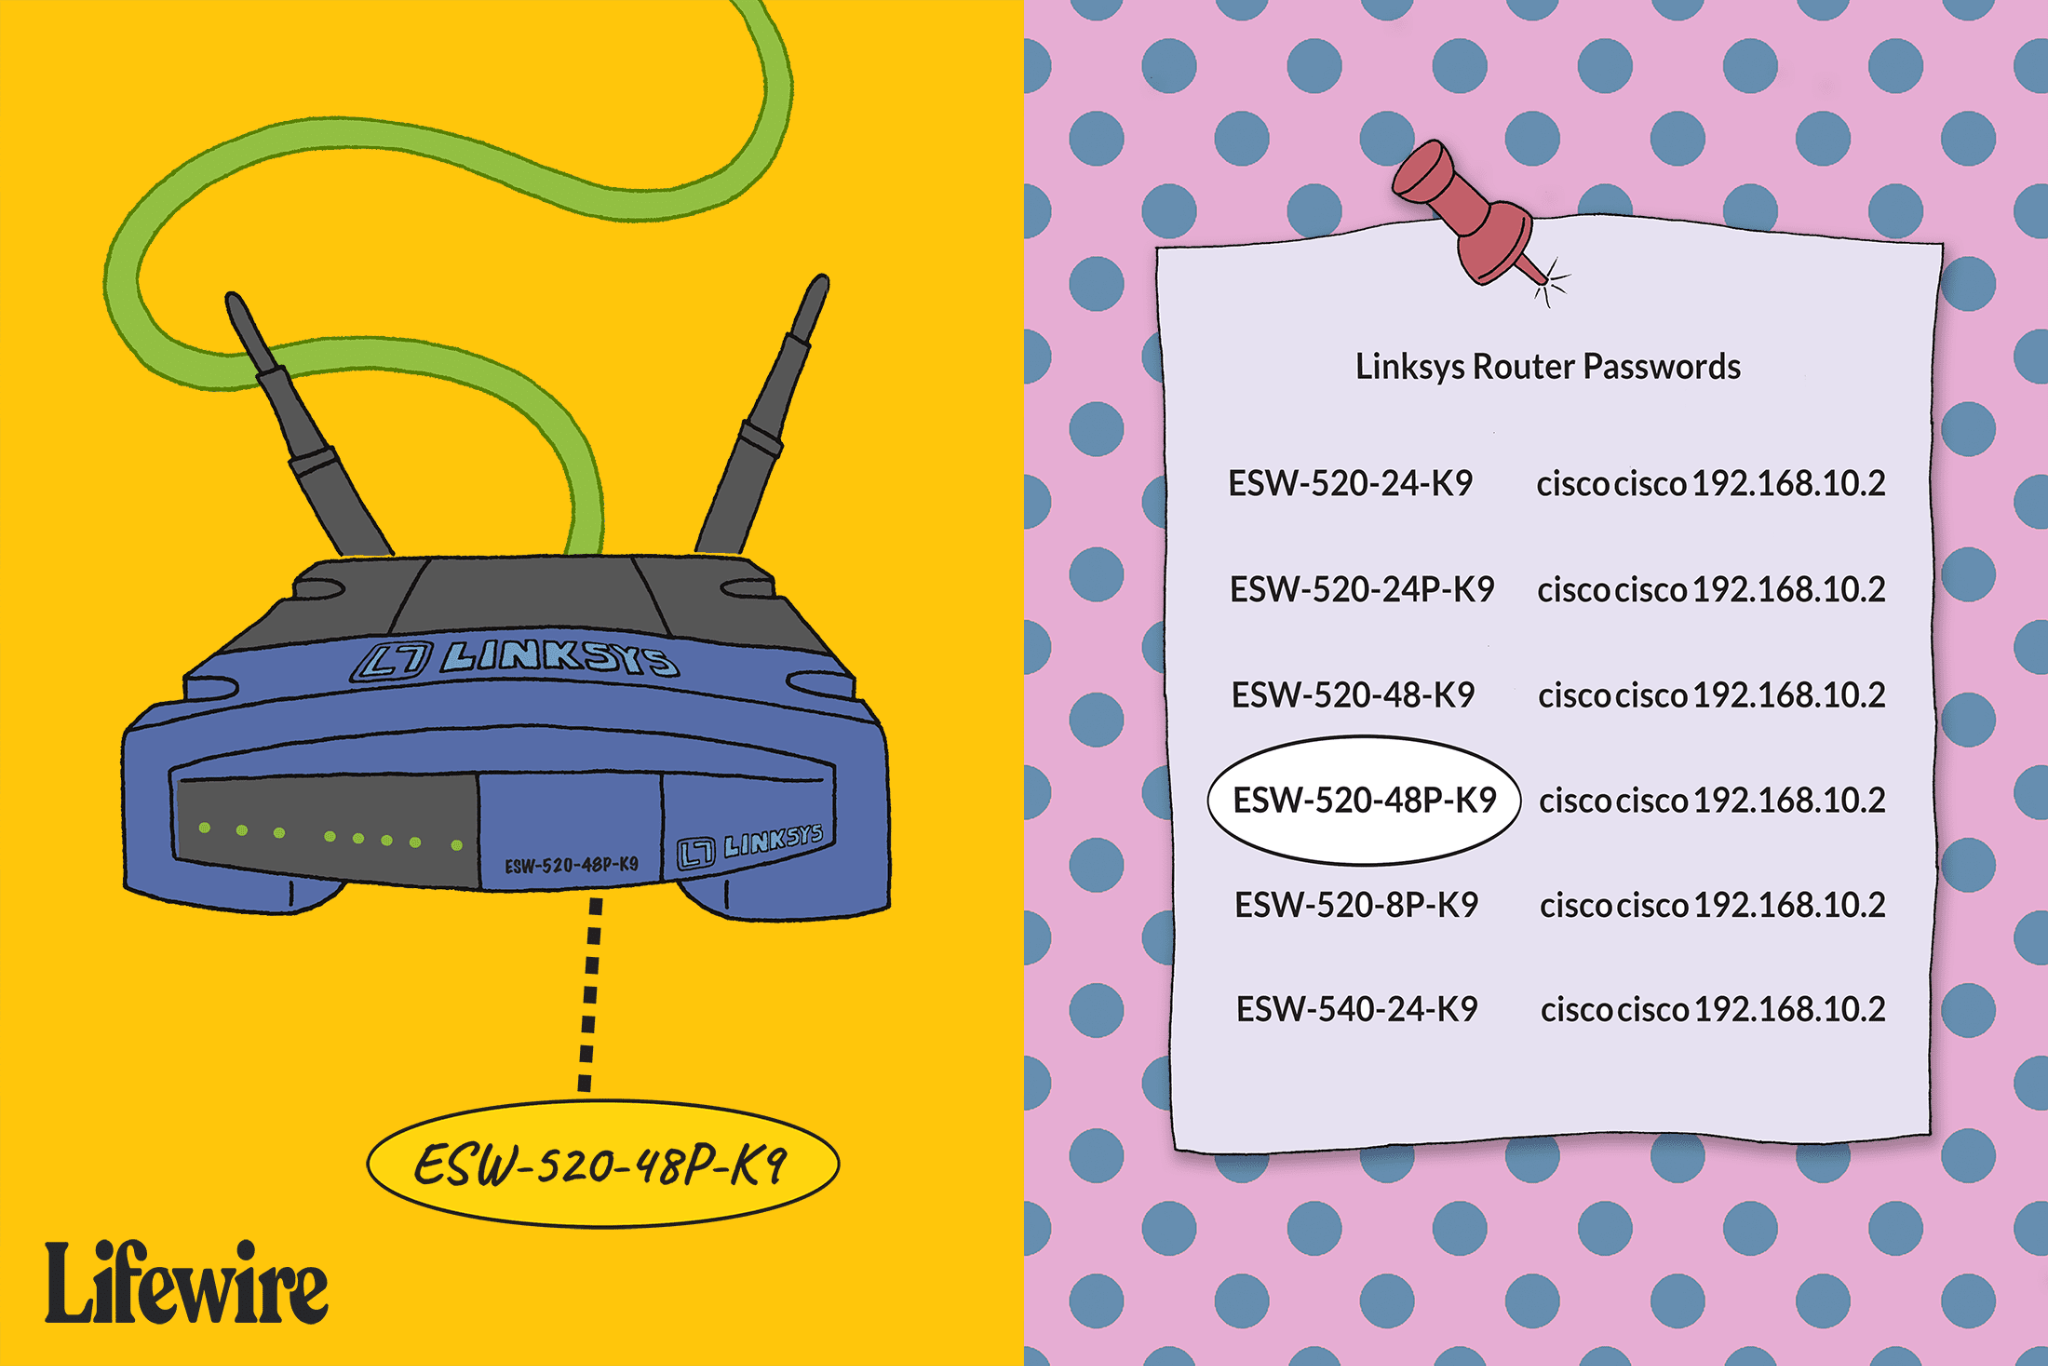 LINKSYS
ESW-520-48P-K9
LINKSYS
ESW-520-48P-K9
Lifewire
Linksys Router Passwords
ESW-520-24-K9 cisco cisco 192.168.10.2
ESW-520-24P-K9 cisco cisco 192.168.10.2
ESW-520-48-K9 cisco cisco 192.168.10.2
ESW-520-48P-K9 cisco cisco 192.168.10.2
ESW-520-8P-K9 cisco cisco 192.168.10.2
ESW-540-24-K9 cisco cisco 192.168.10.2